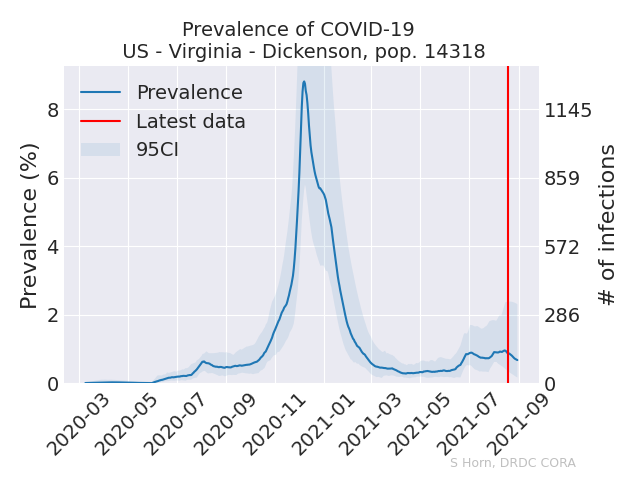 Prevalence of COVID-19
US - Virginia - Dickenson, pop. 14318
Prevalence
Latest data
95CI
Prevalence (%)
8
6
4
2
0
1145
859
572
286
0
# of infections
2020-03
2020-05
2020-07
2020-09
2020-11
2021-01
2021-03
2021-05
2021-07
2021-09
S Horn, DRDC CORA